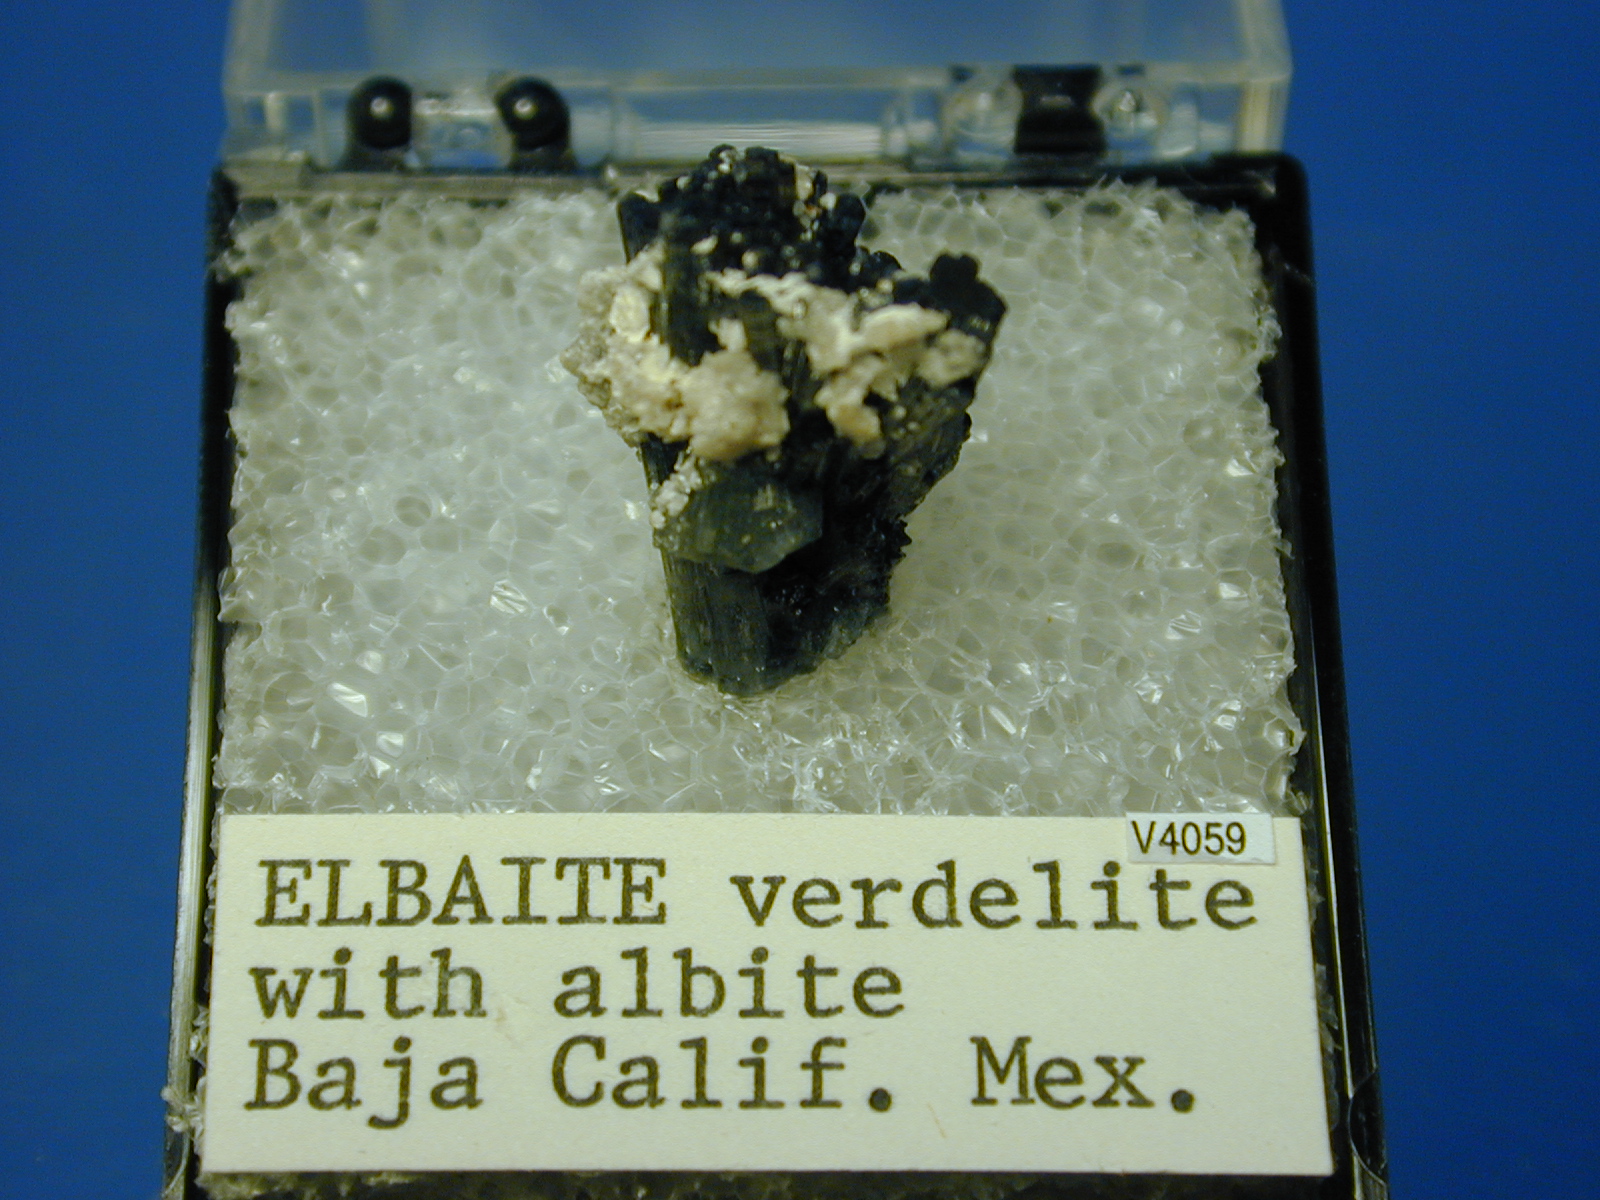 V4059
ELBAITE verdelite
with albite
Baja Calif. Mex.